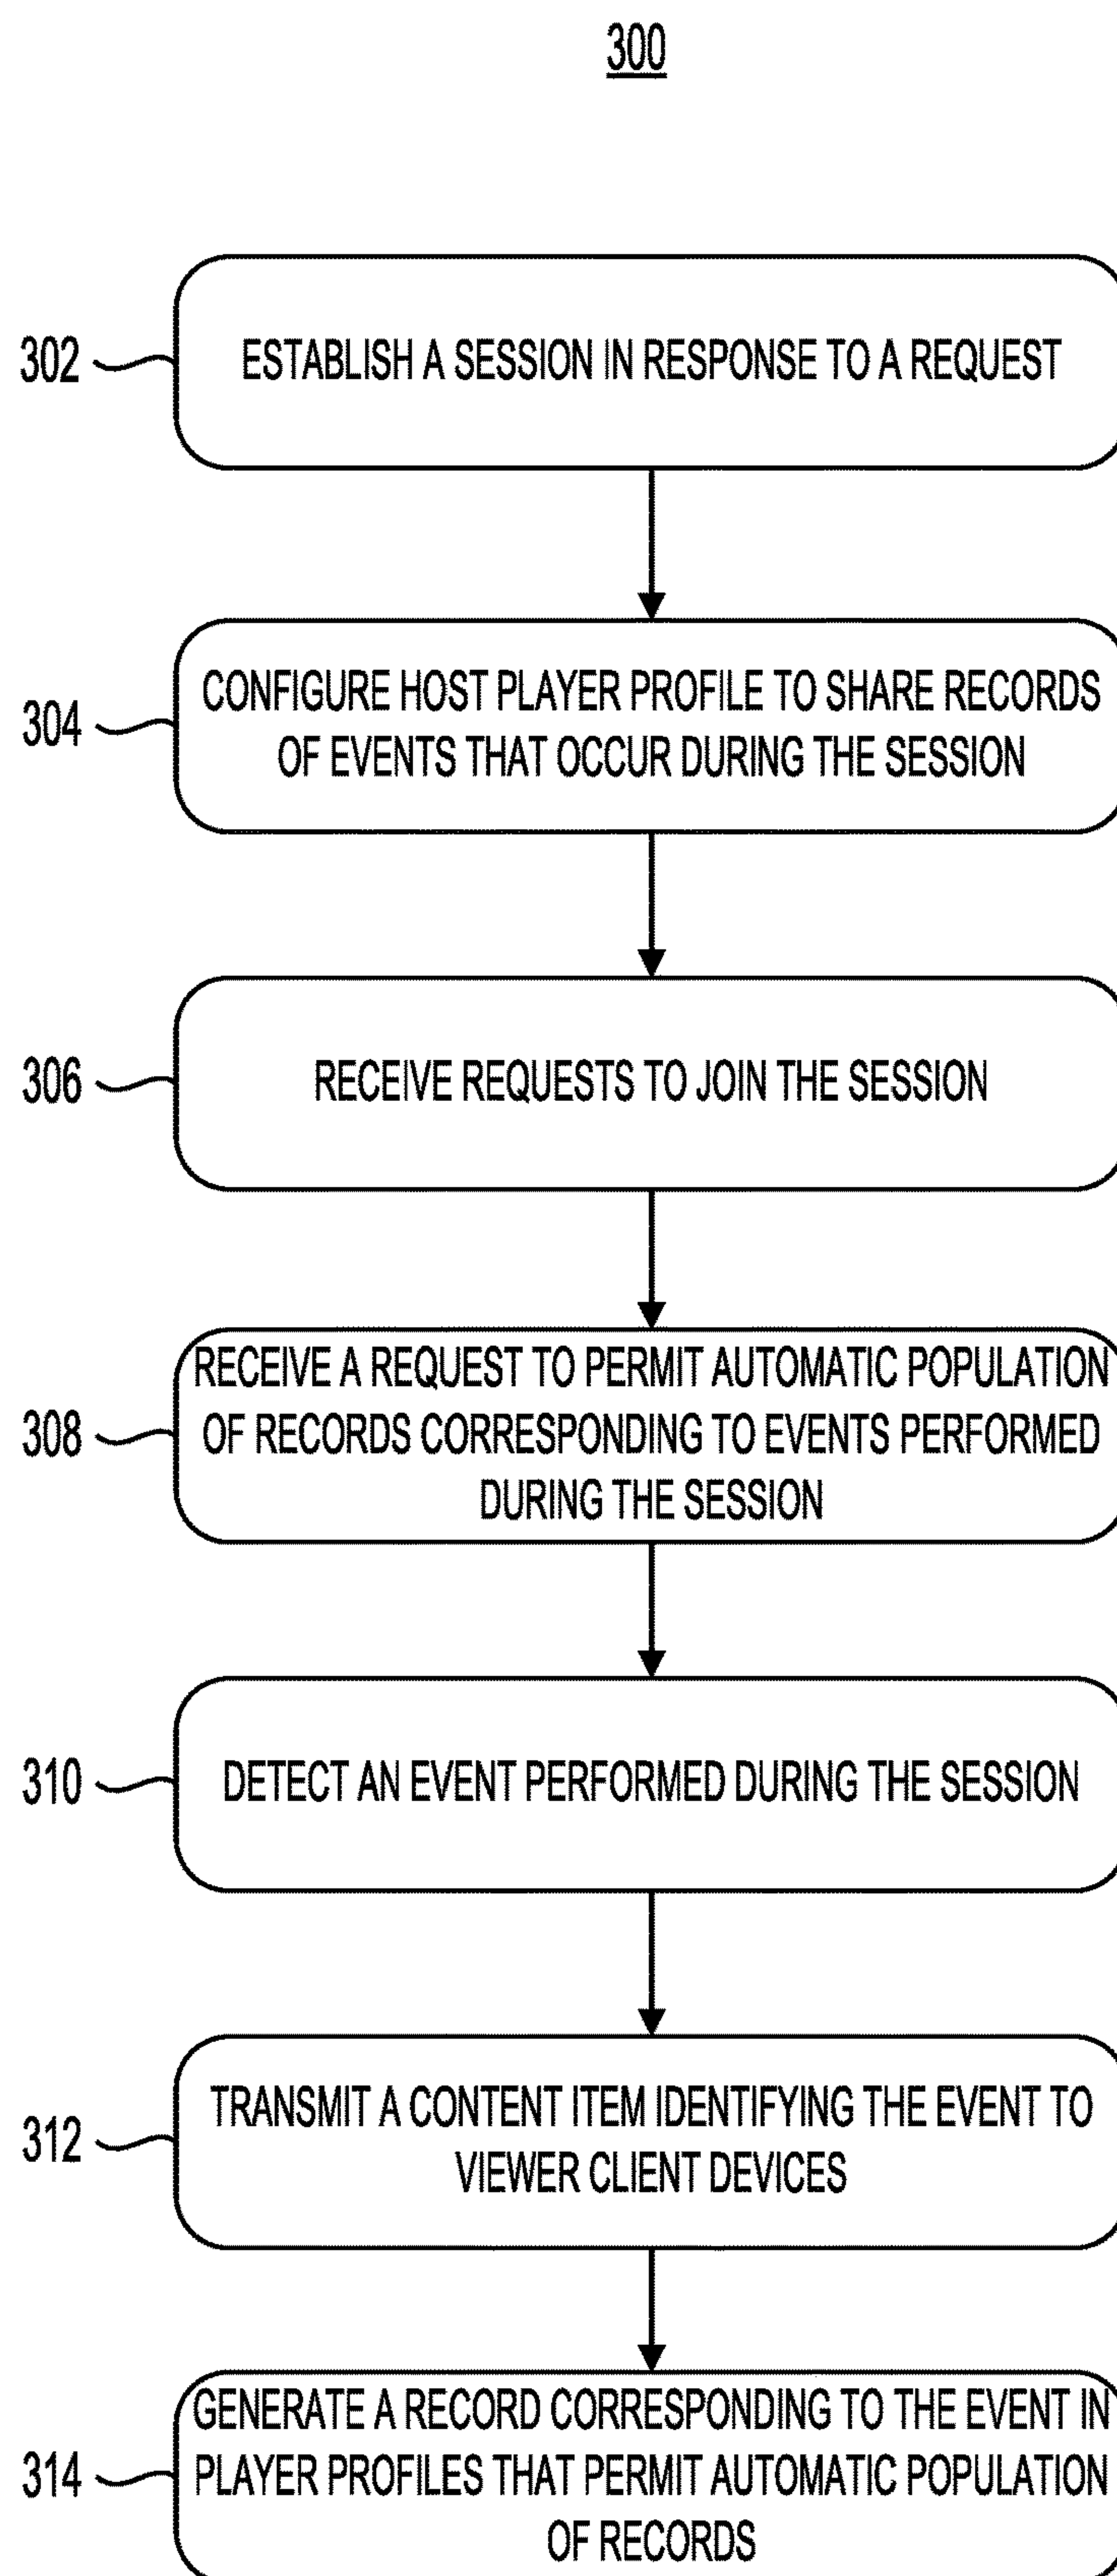 300
302
ESTABLISH A SESSION IN RESPONSE TO A REQUEST
304
CONFIGURE HOST PLAYER PROFILE TO SHARE RECORDS
OF EVENTS THAT OCCUR DURING THE SESSION
306
RECEIVE REQUESTS TO JOIN THE SESSION
308
RECEIVE A REQUEST TO PERMIT AUTOMATIC POPULATION
OF RECORDS CORRESPONDING TO EVENTS PERFORMED
DURING THE SESSION
310
DETECT AN EVENT PERFORMED DURING THE SESSION
312
TRANSMIT A CONTENT ITEM IDENTIFYING THE EVENT TO
VIEWER CLIENT DEVICES
314
GENERATE A RECORD CORRESPONDING TO THE EVENT IN
PLAYER PROFILES THAT PERMIT AUTOMATIC POPULATION
OF RECORDS